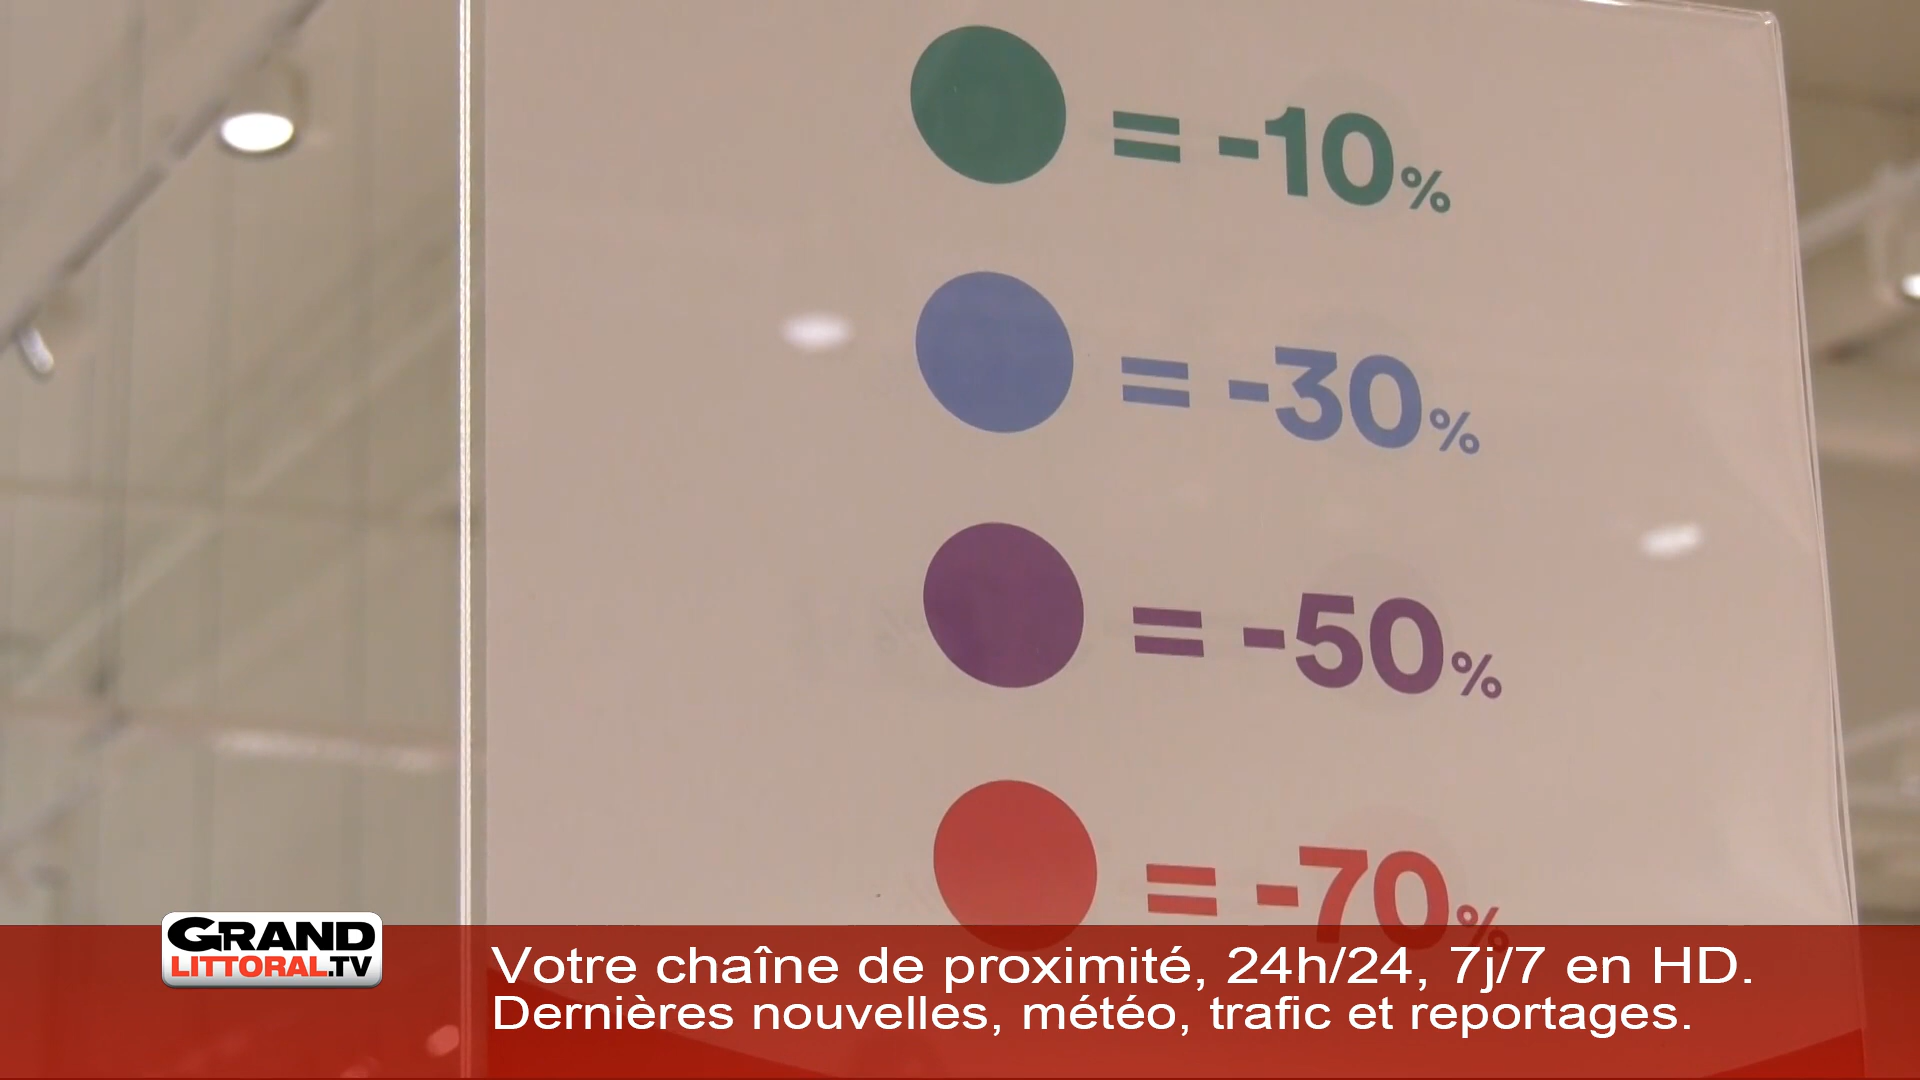 = -10%
= -30%
= -50%
= -70%
GRAND
LITTORAL.TV
Votre chaîne de proximité, 24h/24, 7j/7 en HD.
Dernières nouvelles, météo, trafic et reportages.